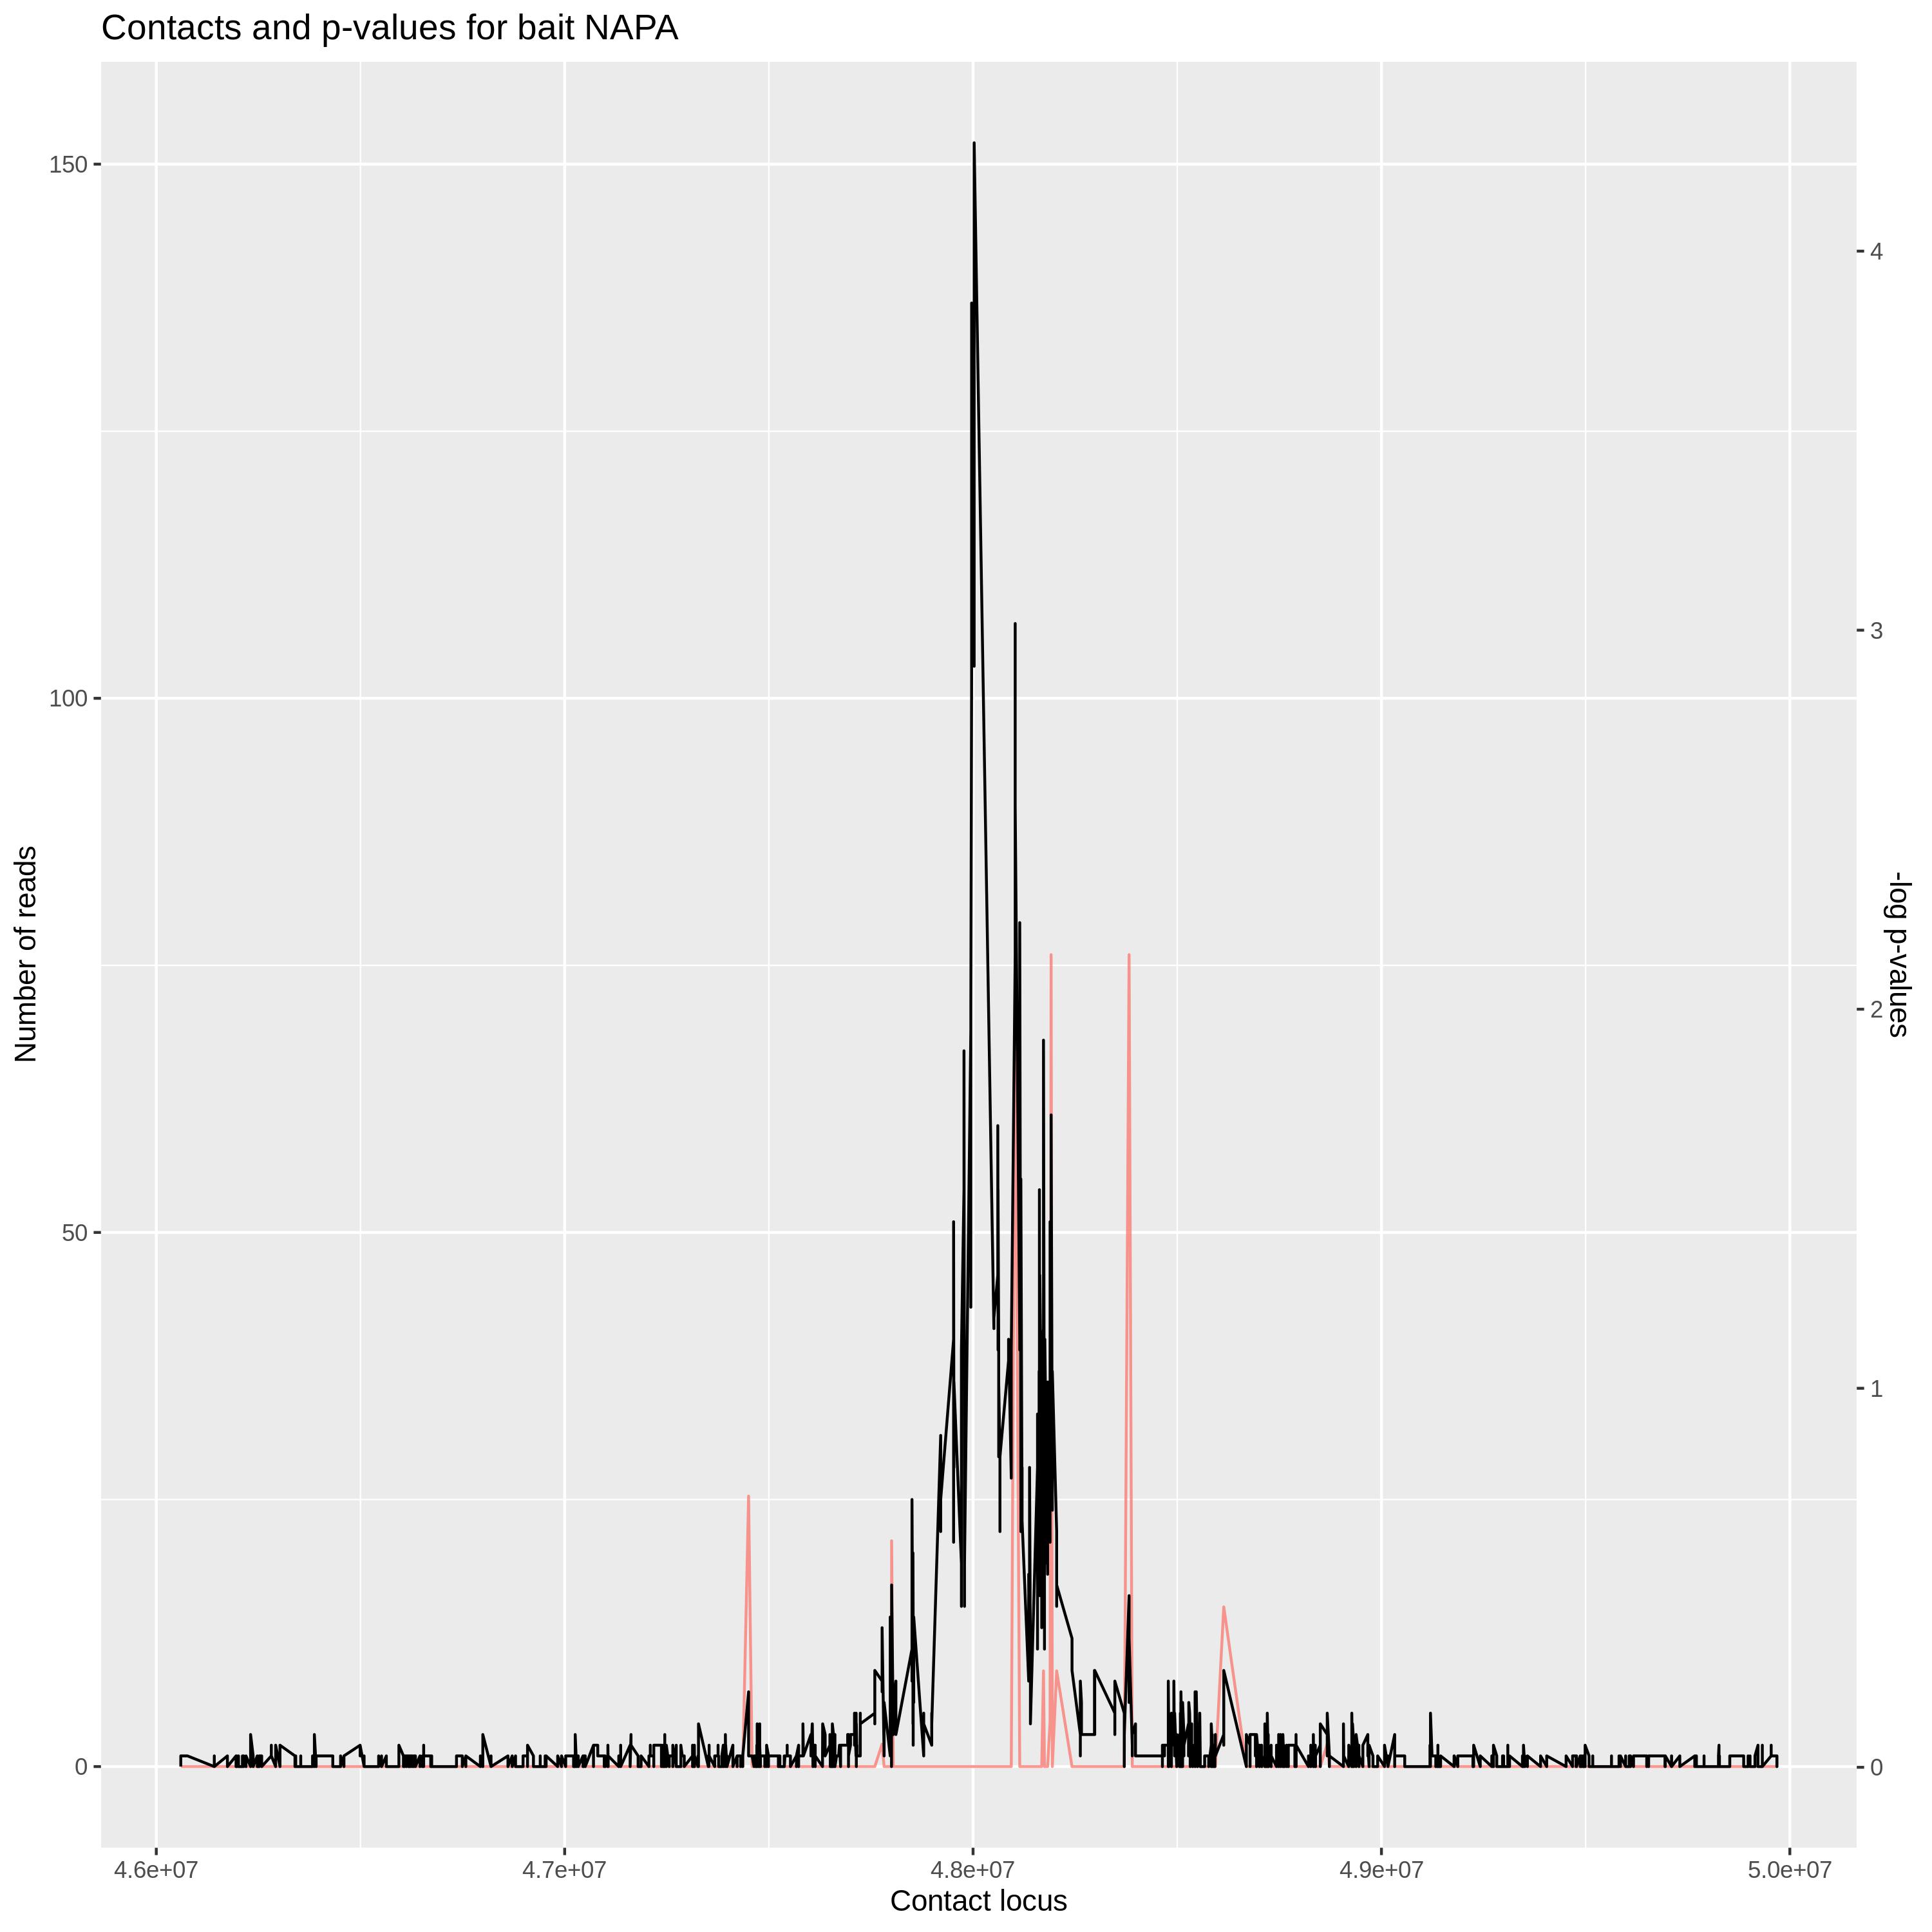 Contacts and p-values for bait NAPA
150
100
50
0
Number of reads
4
3
2
1
0
-log p-values
4.6e+07
4.7e+07
4.8e+07
4.9e+07
5.0e+07
Contact locus